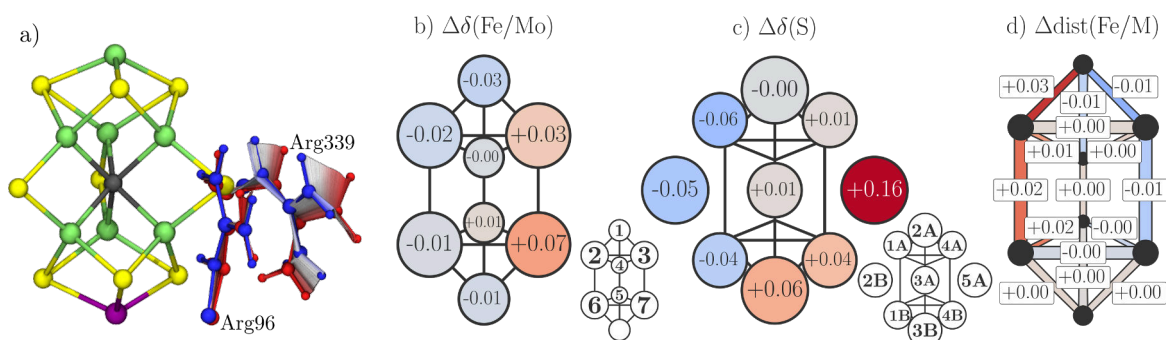 a)
Arg339
Arg96
b) Δδ(Fe/Mo)
-0.03
-0.02
+0.03
-0.00
+0.01
-0.01
+0.07
-0.01
1
2
3
4
5
6
7
c) Δδ(S)
-0.00
-0.06
+0.01
-0.05
+0.01
+0.16
-0.04
+0.04
+0.06
2A
1A
4A
2B
3A
5A
1B
4B
3B
d) Δdist(Fe/M)
+0.03
-0.01
-0.01
+0.00
+0.01
+0.00
+0.02
+0.00
-0.01
+0.02
-0.00
-0.00
+0.00
+0.00
+0.00